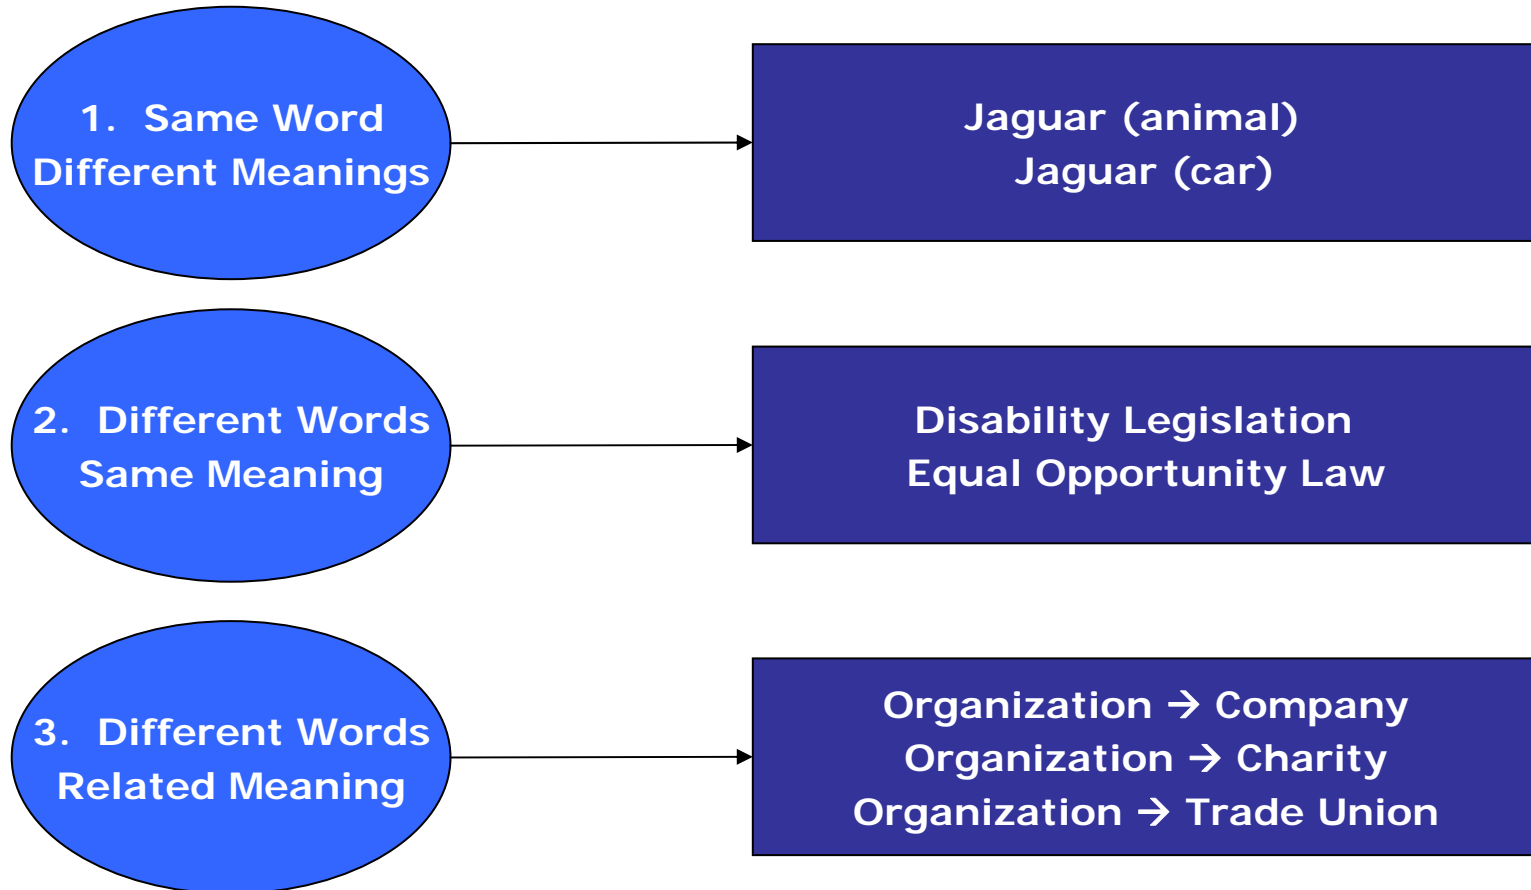 1. Same Word
Different Meanings
Jaguar (animal)
Jaguar (car)
2. Different Words
Same Meaning
Disability Legislation
Equal Opportunity Law
3. Different Words
Related Meaning
Organization → Company
Organization → Charity
Organization → Trade Union